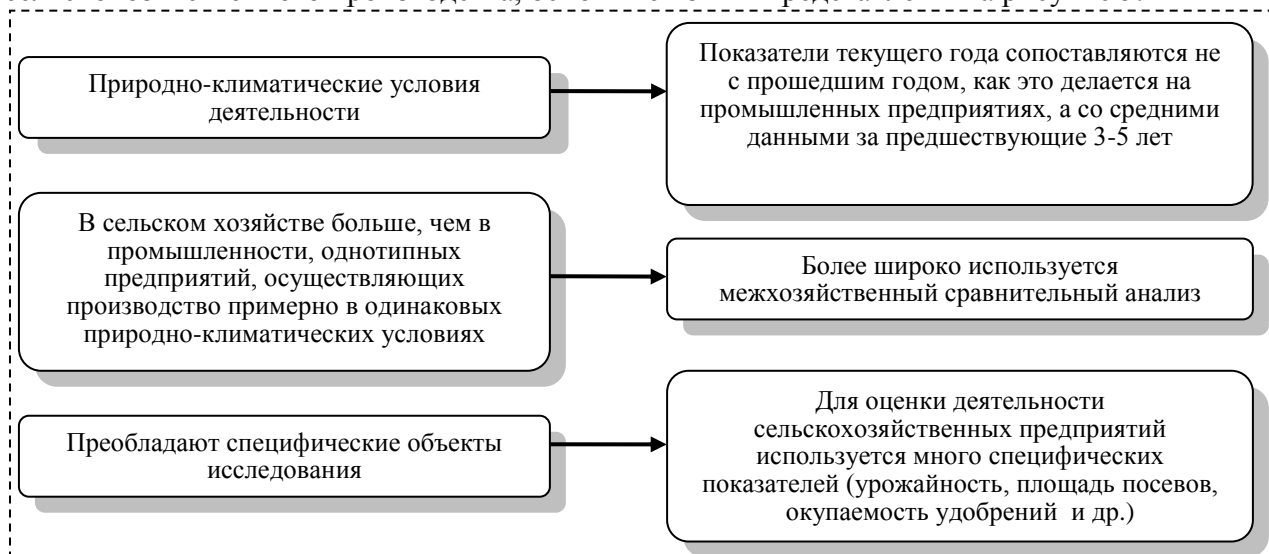 Природно-климатические условия
деятельности
Показатели текущего года сопоставляются не
с прошедшим годом, как это делается на
промышленных предприятиях, а со средними
данными за предшествующие 3-5 лет
В сельском хозяйстве больше, чем в
промышленности, однотипных
предприятий, осуществляющих
производство примерно в одинаковых
природно-климатических условиях
Более широко используется
межхозяйственный сравнительный анализ
Преобладают специфические объекты
исследования
Для оценки деятельности
сельскохозяйственных предприятий
используется много специфических
показателей (урожайность, площадь посевов,
окупаемость удобрений и др.)